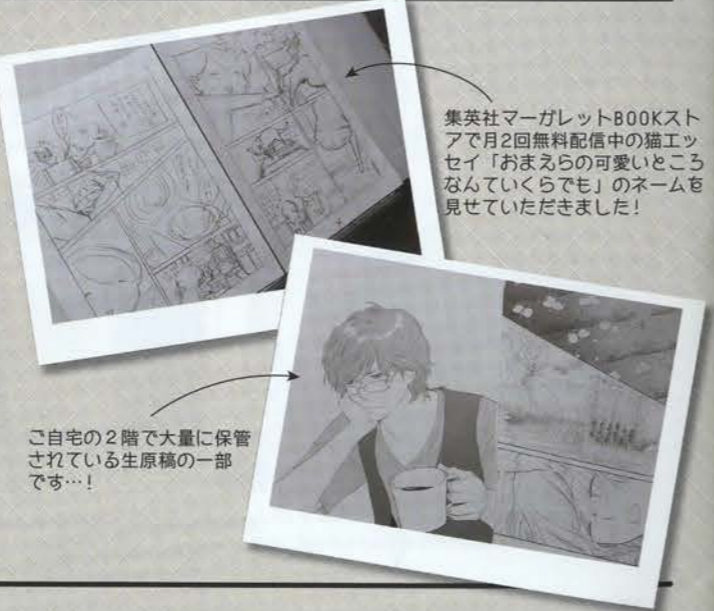 集英社マーガレットBOOKスト
アで月2回無料配信中の猫エッ
セイ「おまえらの可愛いところ
なんていくらでも」のネームを
見せていただきました!
ご自宅の2階で大量に保管
されている生原稿の一部
です…!